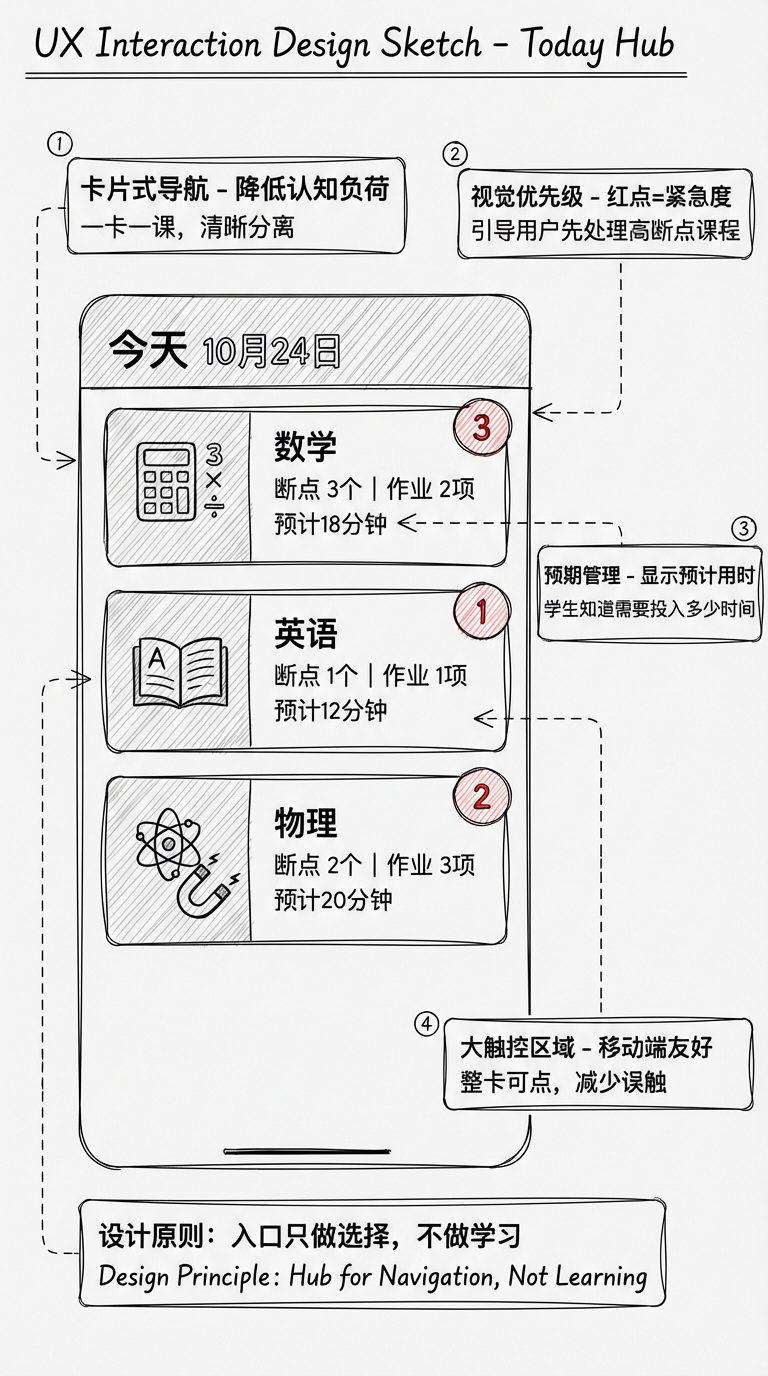 UX Interaction Design Sketch – Today Hub
①
卡片式导航 – 降低认知负荷
一卡一课，清晰分离
②
视觉优先级 – 红点=紧急度
引导用户先处理高断点课程
今天 10月24日
3
×
÷
数学
3
断点 3个｜作业 2项
预计18分钟
③
预期管理 – 显示预计用时
学生知道需要投入多少时间
A
英语
1
断点 1个｜作业 1项
预计12分钟
物理
2
断点 2个｜作业 3项
预计20分钟
④
大触控区域 – 移动端友好
整卡可点，减少误触
设计原则：入口只做选择，不做学习
Design Principle: Hub for Navigation, Not Learning